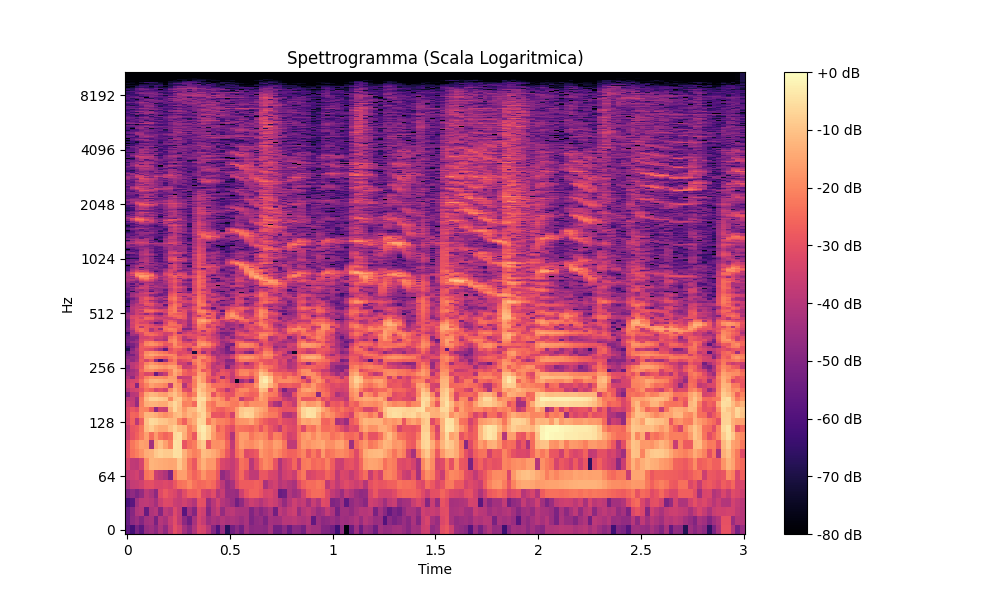 Spettrogramma (Scala Logaritmica)
Hz
8192
4096
2048
1024
512
256
128
64
0
0
0.5
1
1.5
2
2.5
3
Time
+0 dB
-10 dB
-20 dB
-30 dB
-40 dB
-50 dB
-60 dB
-70 dB
-80 dB